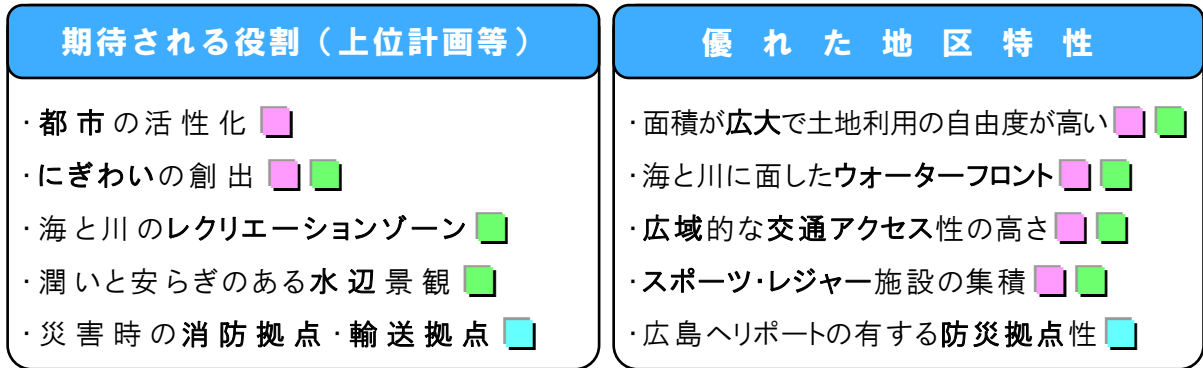 期待される役割(上位計画等)
・都市の活性化
・にぎわいの創出
・海と川のレクリエーションゾーン
・潤いと安らぎのある水辺景観
・災害時の消防拠点・輸送拠点
優れた地区特性
・面積が広大で土地利用の自由度が高い
・海と川に面したウォーターフロント
・広域的な交通アクセス性の高さ
・スポーツ・レジャー施設の集積
・広島ヘリポートの有する防災拠点性